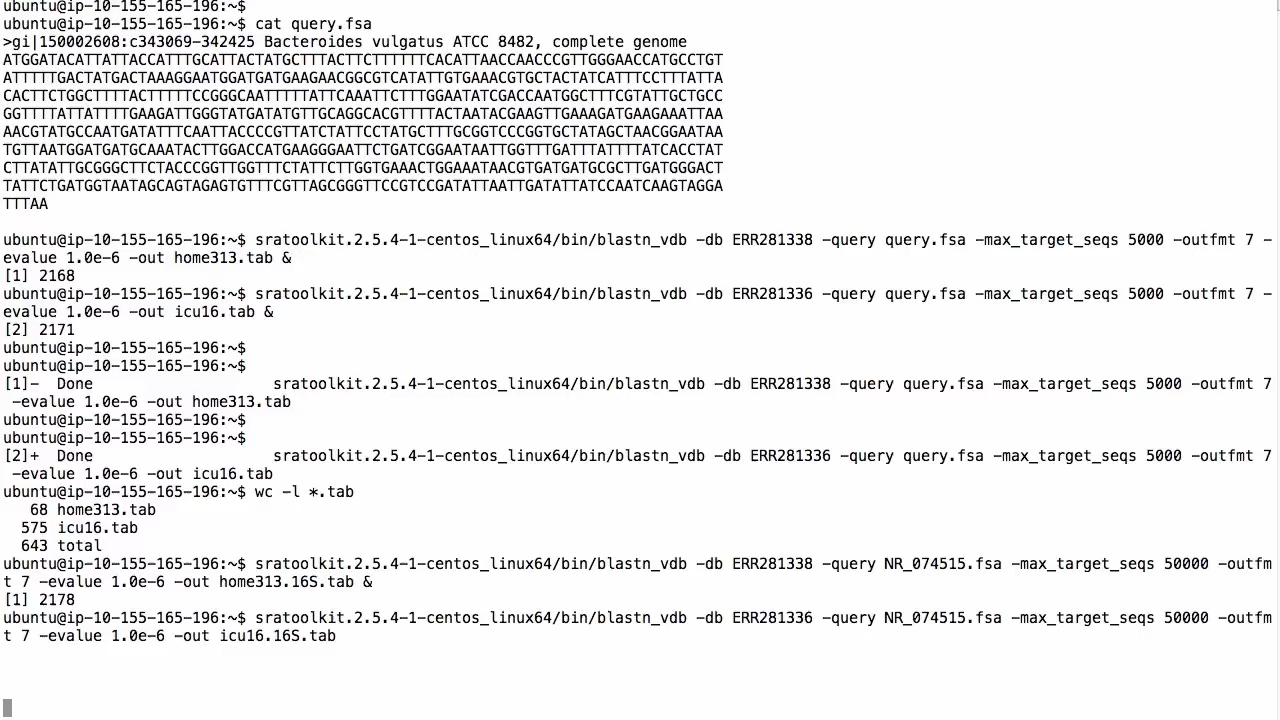 ubuntu@ip-10-155-165-196:~$
ubuntu@ip-10-155-165-196:~$ cat query.fsa
>gi|150002608:c343069-342425 Bacteroides vulgatus ATCC 8482, complete genome
ATGGATACATTATTACCATTTGCATTACTATGCTTTACTTCTTTTTTCACATTAACCAACCCGTTGGGAACCATGCCTGT
ATTTTTGACTATGACTAAAGGAATGGATGATGAAGAACGGCGTCATATTGTGAAACGTGCTACTATCATTTCCTTTATTA
CACTTCTGGCTTTTACTTTTTCCGGGCAATTTTTATTCAAATTCTTTGGAATATCGACCAATGGCTTTCGTATTGCTGCC
GGTTTTATTATTTTGAAGATTGGGTATGATATGTTGCAGGCACGTTTTACTAATACGAAGTTGAAAGATGAAGAAATTAA
AACGTATGCCAATGATATTTCAATTACCCCGTTATCTATTCCTATGCTTTGCGGTCCCGGTGCTATAGCTAACGGAATAA
TGTTAATGGATGATGCAAATACTTGGACCATGAAGGGAATTCTGATCGGAATAATTGGTTTGATTTATTTTATCACCTAT
CTTATATTGCGGGCTTCTACCCGGTTGGTTTCTATTCTTGGTGAAACTGGAAATAACGTGATGATGCGCTTGATGGGACT
TATTCTGATGGTAATAGCAGTAGAGTGTTTCGTTAGCGGGTTCCGTCCGATATTAATTGATATTATCCAATCAAGTAGGA
TTTAA
ubuntu@ip-10-155-165-196:~$ sratoolkit.2.5.4-1-centos_linux64/bin/blastn_vdb -db ERR281338 -query query.fsa -max_target_seqs 5000 -outfmt 7 -
evalue 1.0e-6 -out home313.tab &
[1] 2168
ubuntu@ip-10-155-165-196:~$ sratoolkit.2.5.4-1-centos_linux64/bin/blastn_vdb -db ERR281336 -query query.fsa -max_target_seqs 5000 -outfmt 7 -
evalue 1.0e-6 -out icu16.tab &
[2] 2171
ubuntu@ip-10-155-165-196:~$
ubuntu@ip-10-155-165-196:~$
[1]-  Done                    sratoolkit.2.5.4-1-centos_linux64/bin/blastn_vdb -db ERR281338 -query query.fsa -max_target_seqs 5000 -outfmt 7
 -evalue 1.0e-6 -out home313.tab
ubuntu@ip-10-155-165-196:~$
ubuntu@ip-10-155-165-196:~$
[2]+  Done                    sratoolkit.2.5.4-1-centos_linux64/bin/blastn_vdb -db ERR281336 -query query.fsa -max_target_seqs 5000 -outfmt 7
 -evalue 1.0e-6 -out icu16.tab
ubuntu@ip-10-155-165-196:~$ wc -l *.tab
   68 home313.tab
  575 icu16.tab
  643 total
ubuntu@ip-10-155-165-196:~$ sratoolkit.2.5.4-1-centos_linux64/bin/blastn_vdb -db ERR281338 -query NR_074515.fsa -max_target_seqs 50000 -outfm
t 7 -evalue 1.0e-6 -out home313.16S.tab &
[1] 2178
ubuntu@ip-10-155-165-196:~$ sratoolkit.2.5.4-1-centos_linux64/bin/blastn_vdb -db ERR281336 -query NR_074515.fsa -max_target_seqs 50000 -outfm
t 7 -evalue 1.0e-6 -out icu16.16S.tab